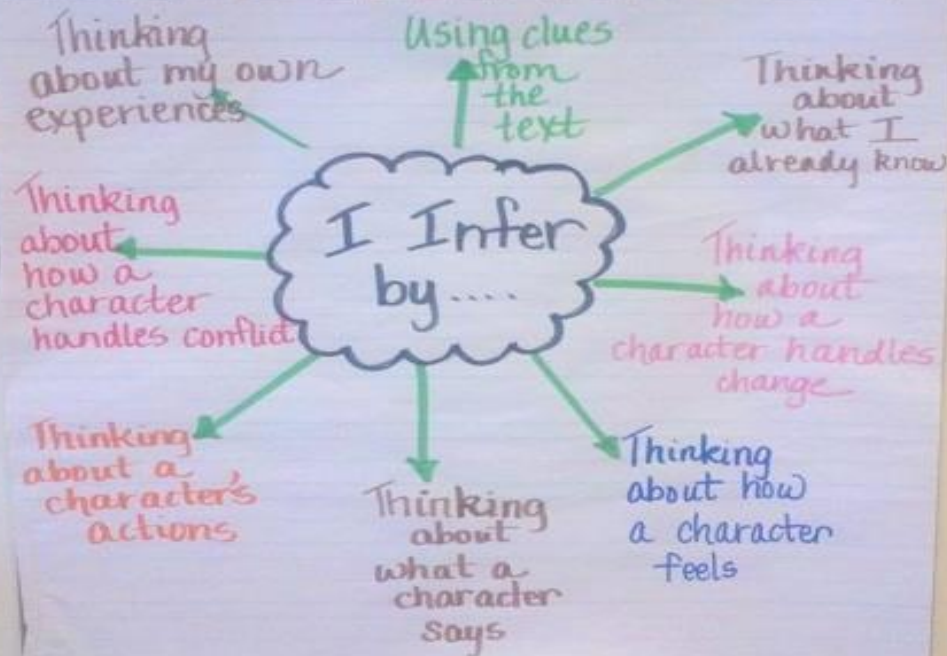 Thinking
about my own
experiences
Using clues
from
the
text
Thinking
about
what I
already know
Thinking
about
how a
character
handles conflict
I Infer
by....
Thinking
about
how a
character handles
change
Thinking
about a
character's
actions
Thinking
about
what a
character
says
Thinking
about how
a character
feels